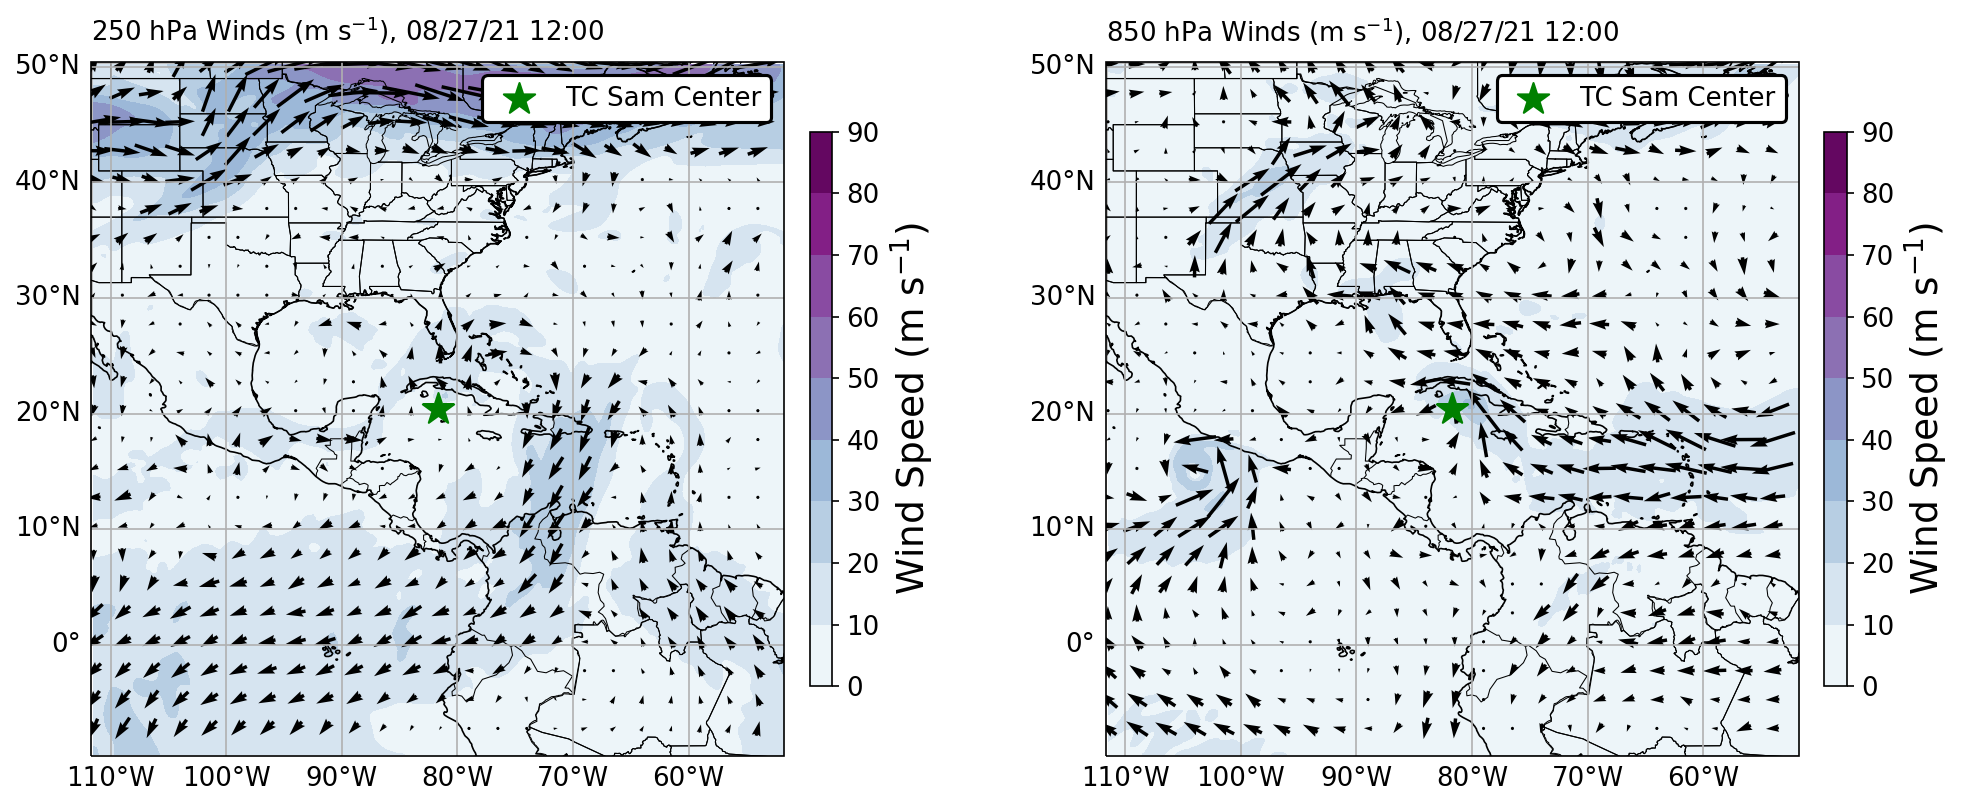 250 hPa Winds (m s⁻¹), 08/27/21 12:00
TC Sam Center
50°N
40°N
30°N
20°N
10°N
0°
110°W 100°W 90°W 80°W 70°W 60°W
90
80
70
60
50
40
30
20
10
0
Wind Speed (m s⁻¹)
850 hPa Winds (m s⁻¹), 08/27/21 12:00
TC Sam Center
50°N
40°N
30°N
20°N
10°N
0°
110°W 100°W 90°W 80°W 70°W 60°W
90
80
70
60
50
40
30
20
10
0
Wind Speed (m s⁻¹)